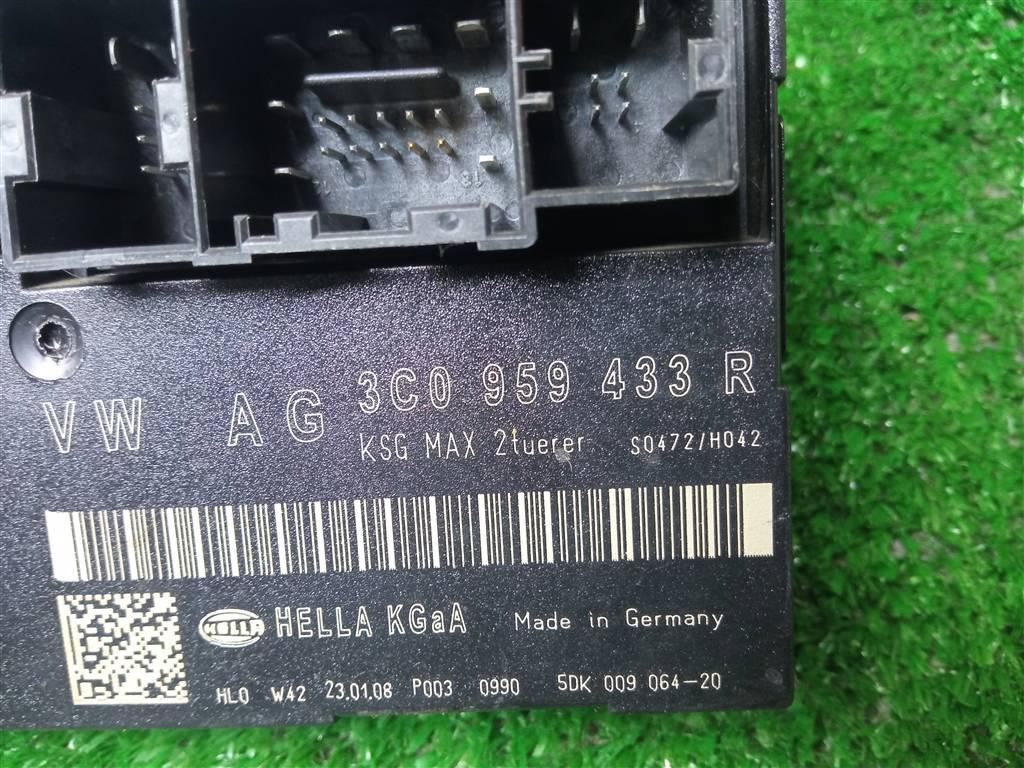 VW AG 3C0 959 433 R
KSG MAX 2tuerer S0472/H042
HELLA HELLA KGaA Made in Germany
HLO W42 23.01.08 P003 0990 5DK 009 064-20